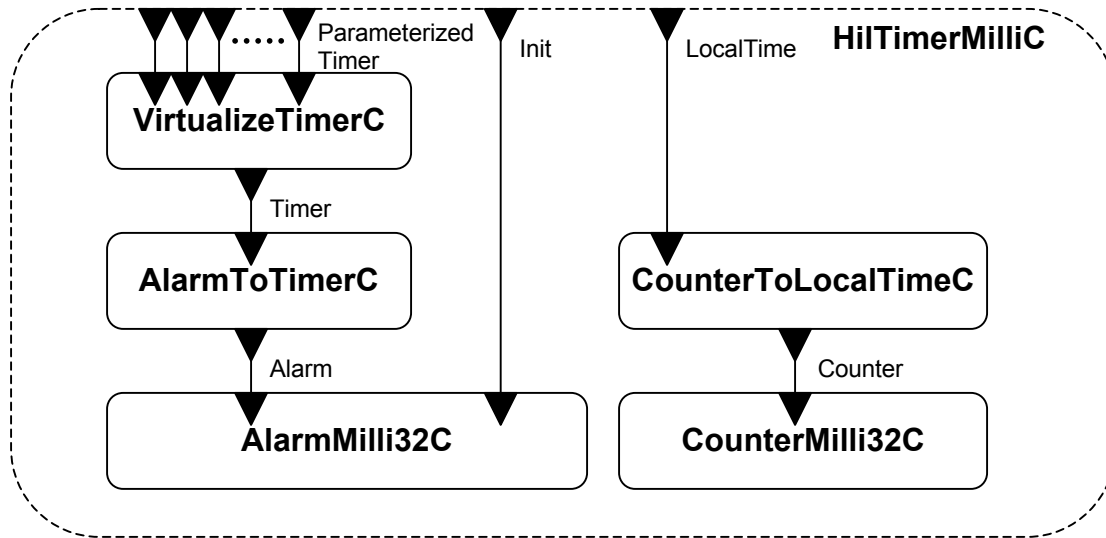 Parameterized
Timer
Init
LocalTime
HilTimerMilliC
VirtualizeTimerC
Timer
AlarmToTimerC
CounterToLocalTimeC
Alarm
Counter
AlarmMilli32C
CounterMilli32C